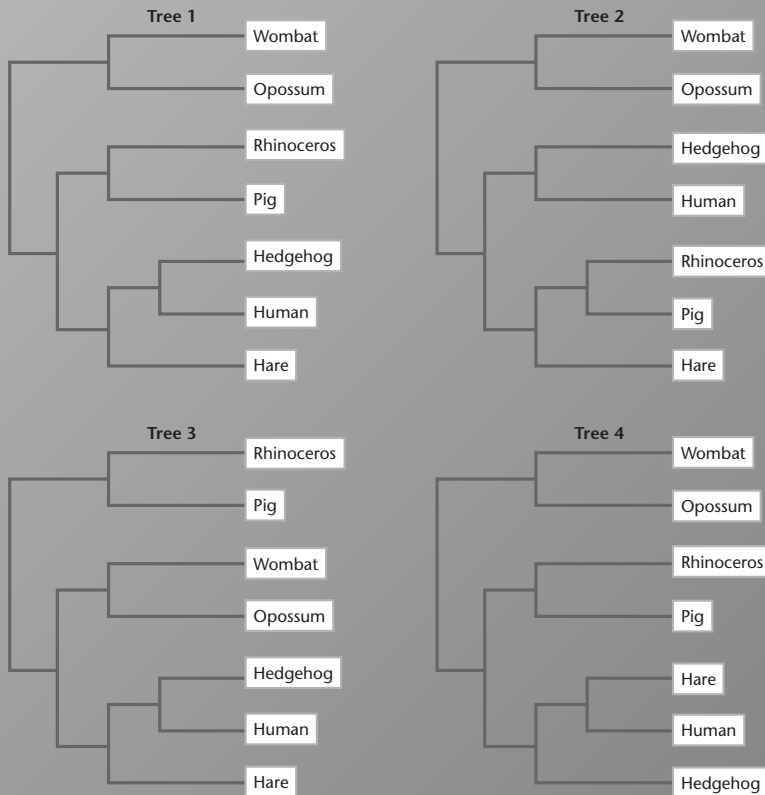 Tree 1
Wombat
Opossum
Rhinoceros
Pig
Hedgehog
Human
Hare
Tree 2
Wombat
Opossum
Hedgehog
Human
Rhinoceros
Pig
Hare
Tree 3
Rhinoceros
Pig
Wombat
Opossum
Hedgehog
Human
Hare
Tree 4
Wombat
Opossum
Rhinoceros
Pig
Hare
Human
Hedgehog